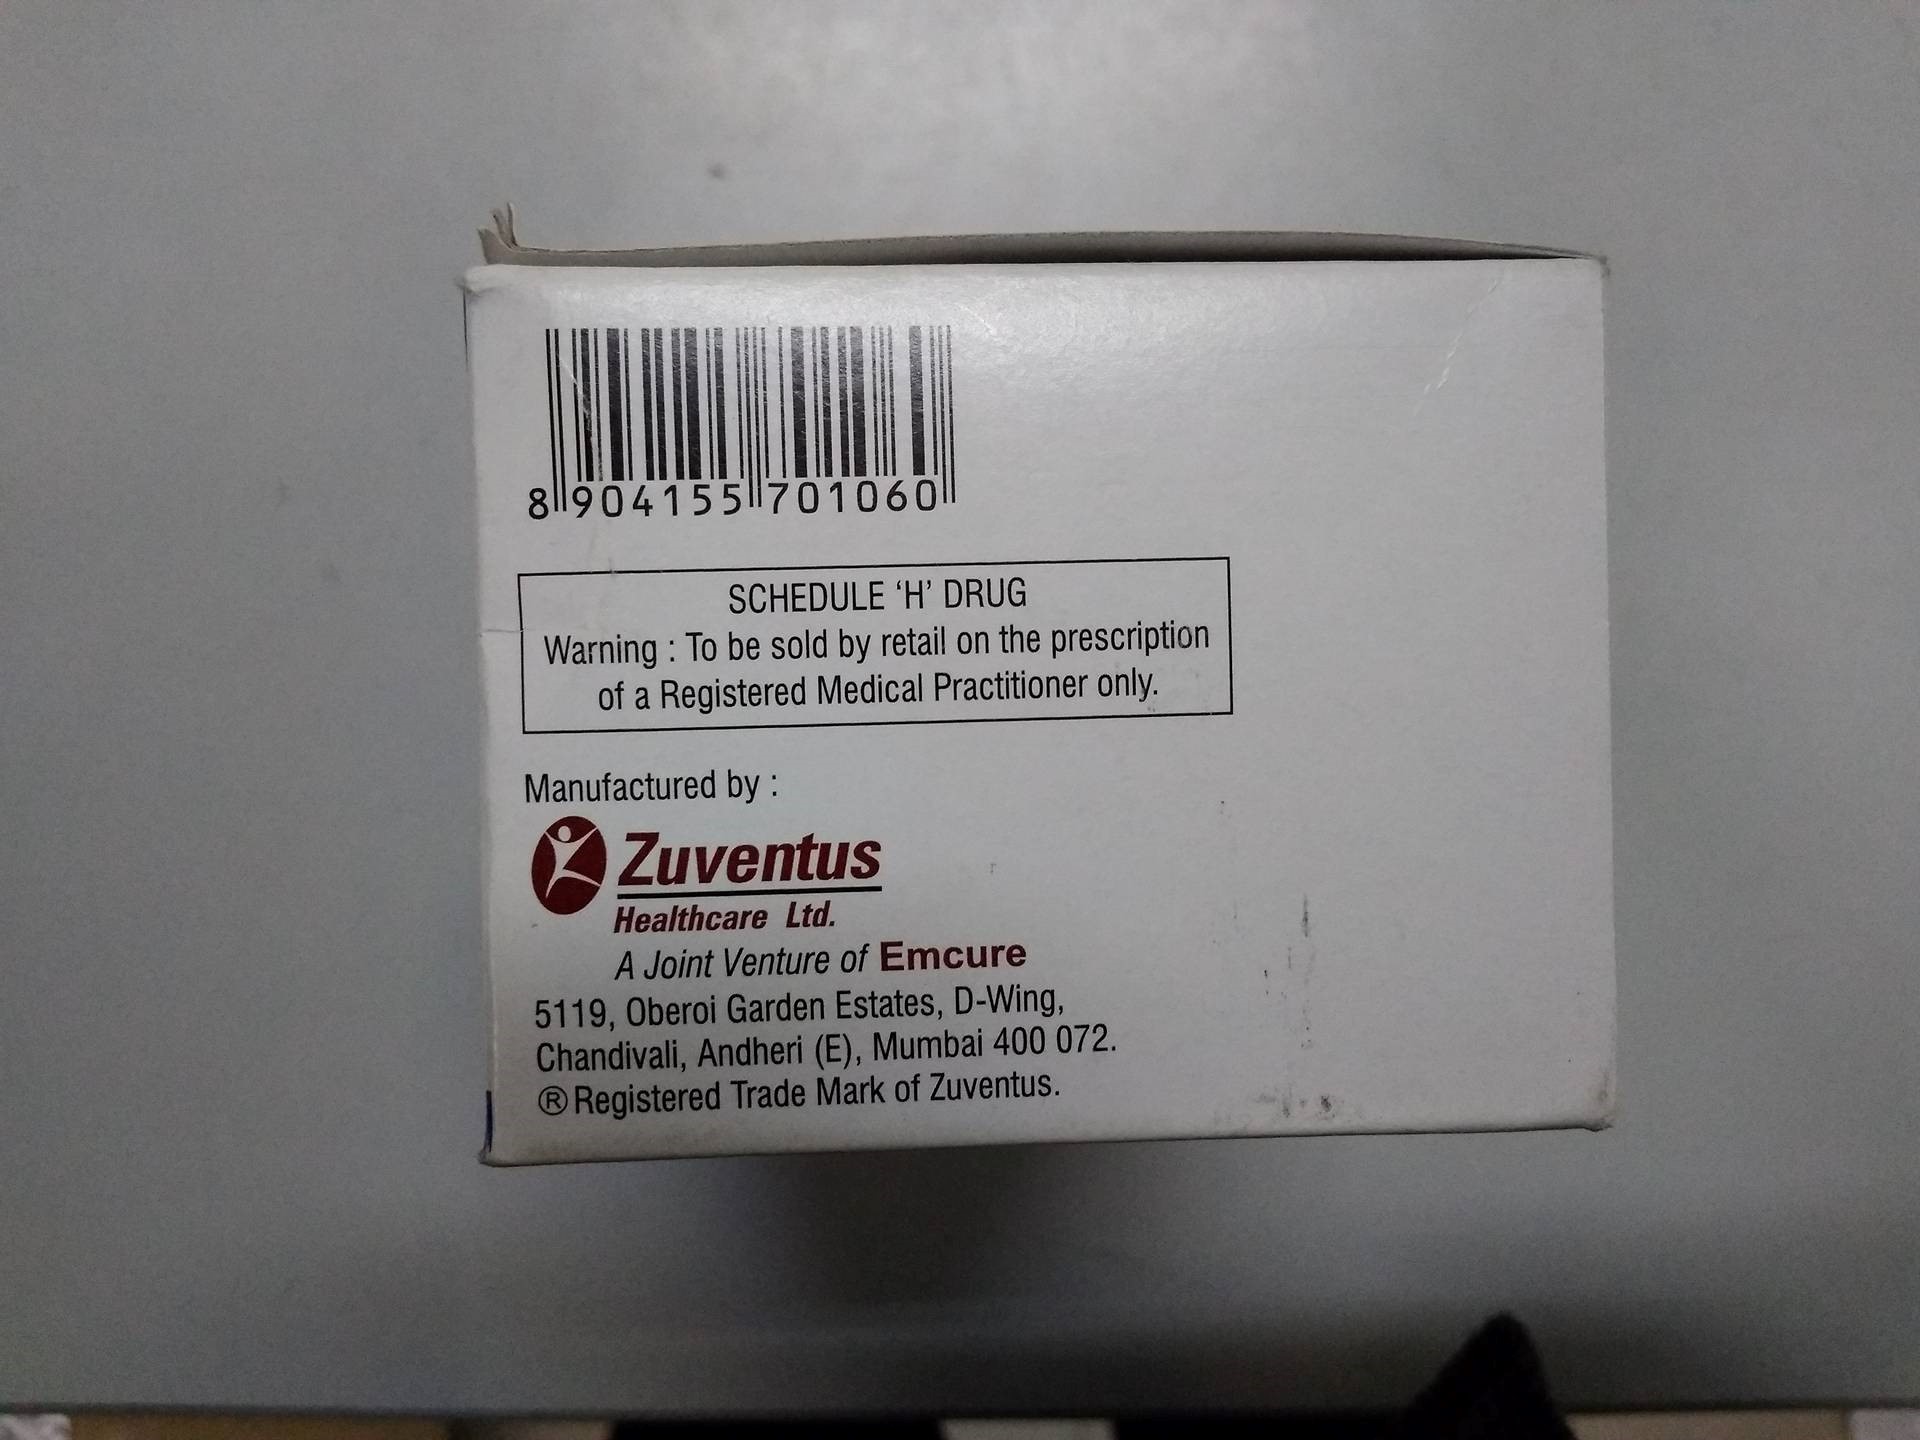 8 904155 701060
SCHEDULE ‘H’ DRUG
Warning : To be sold by retail on the prescription
of a Registered Medical Practitioner only.
Manufactured by :
Zuventus
Healthcare Ltd.
A Joint Venture of Emcure
5119, Oberoi Garden Estates, D-Wing,
Chandivali, Andheri (E), Mumbai 400 072.
® Registered Trade Mark of Zuventus.